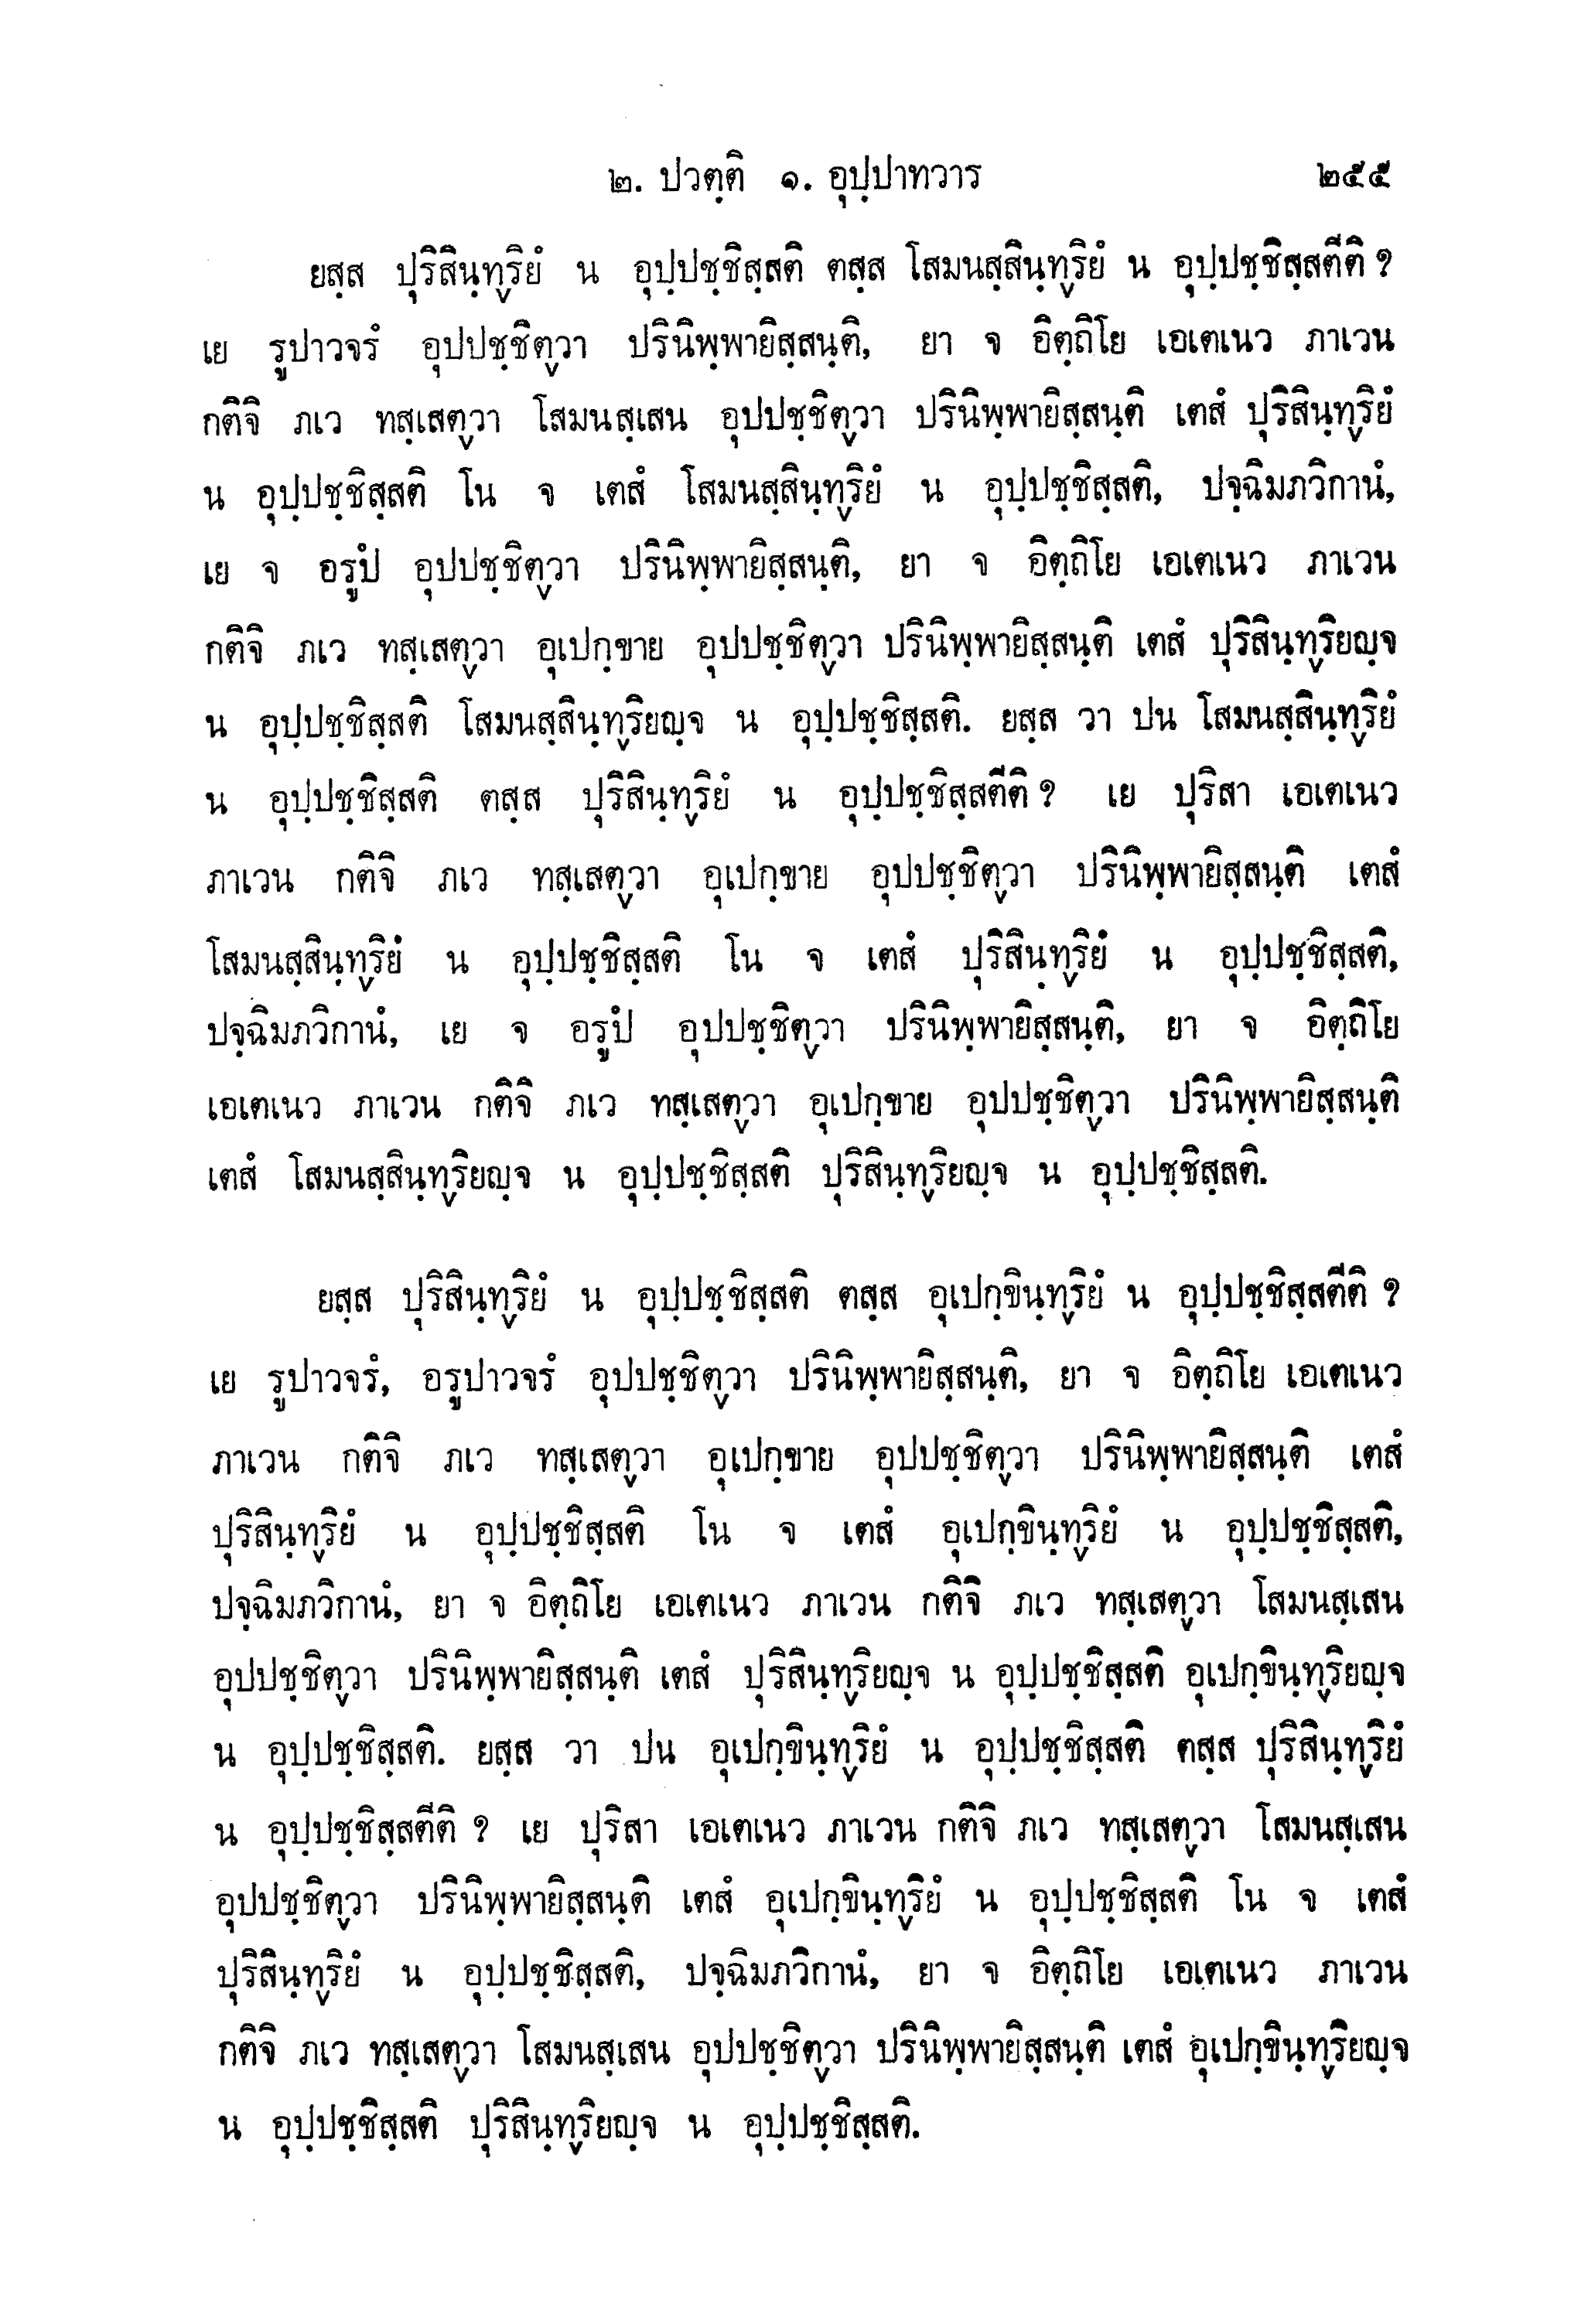 ๒. ปวตฺติ ๑. อุปฺปาทวาร ๒๕๕
ยสฺส ปุริสินฺทฺริยํ น อุปฺปชฺชิสฺสติ ตสฺส โสมนสฺสินฺทฺริยํ น อุปฺปชฺชิสฺสตีติ ?
เย รูปาวจรํ อุปปชฺชิตฺวา ปรินิพฺพายิสฺสนฺติ, ยา จ อิตฺถิโย เอเตเนว ภาเวน
กติจิ ภเว ทสฺเสตฺวา โสมนสฺเสน อุปปชฺชิตฺวา ปรินิพฺพายิสฺสนฺติ เตสํ ปุริสินฺทฺริยํ
น อุปฺปชฺชิสฺสติ โน จ เตสํ โสมนสฺสินฺทฺริยํ น อุปฺปชฺชิสฺสติ, ปจฺฉิมภวิกานํ,
เย จ อรูปํ อุปปชฺชิตฺวา ปรินิพฺพายิสฺสนฺติ, ยา จ อิตฺถิโย เอเตเนว ภาเวน
กติจิ ภเว ทสฺเสตฺวา อุเปกฺขาย อุปปชฺชิตฺวา ปรินิพฺพายิสฺสนฺติ เตสํ ปุริสินฺทฺริยญฺจ
น อุปฺปชฺชิสฺสติ โสมนสฺสินฺทฺริยญฺจ น อุปฺปชฺชิสฺสติ. ยสฺส วา ปน โสมนสฺสินฺทฺริยํ
น อุปฺปชฺชิสฺสติ ตสฺส ปุริสินฺทฺริยํ น อุปฺปชฺชิสฺสตีติ ? เย ปุริสา เอเตเนว
ภาเวน กติจิ ภเว ทสฺเสตฺวา อุเปกฺขาย อุปปชฺชิตฺวา ปรินิพฺพายิสฺสนฺติ เตสํ
โสมนสฺสินฺทฺริยํ น อุปฺปชฺชิสฺสติ โน จ เตสํ ปุริสินฺทฺริยํ น อุปฺปชฺชิสฺสติ,
ปจฺฉิมภวิกานํ, เย จ อรูปํ อุปปชฺชิตฺวา ปรินิพฺพายิสฺสนฺติ, ยา จ อิตฺถิโย
เอเตเนว ภาเวน กติจิ ภเว ทสฺเสตฺวา อุเปกฺขาย อุปปชฺชิตฺวา ปรินิพฺพายิสฺสนฺติ
เตสํ โสมนสฺสินฺทฺริยญฺจ น อุปฺปชฺชิสฺสติ ปุริสินฺทฺริยญฺจ น อุปฺปชฺชิสฺสติ.
ยสฺส ปุริสินฺทฺริยํ น อุปฺปชฺชิสฺสติ ตสฺส อุเปกฺขินฺทฺริยํ น อุปฺปชฺชิสฺสตีติ ?
เย รูปาวจรํ, อรูปาวจรํ อุปปชฺชิตฺวา ปรินิพฺพายิสฺสนฺติ, ยา จ อิตฺถิโย เอเตเนว
ภาเวน กติจิ ภเว ทสฺเสตฺวา อุเปกฺขาย อุปปชฺชิตฺวา ปรินิพฺพายิสฺสนฺติ เตสํ
ปุริสินฺทฺริยํ น อุปฺปชฺชิสฺสติ โน จ เตสํ อุเปกฺขินฺทฺริยํ น อุปฺปชฺชิสฺสติ,
ปจฺฉิมภวิกานํ, ยา จ อิตฺถิโย เอเตเนว ภาเวน กติจิ ภเว ทสฺเสตฺวา โสมนสฺเสน
อุปปชฺชิตฺวา ปรินิพฺพายิสฺสนฺติ เตสํ ปุริสินฺทฺริยญฺจ น อุปฺปชฺชิสฺสติ อุเปกฺขินฺทฺริยญฺจ
น อุปฺปชฺชิสฺสติ. ยสฺส วา ปน อุเปกฺขินฺทฺริยํ น อุปฺปชฺชิสฺสติ ตสฺส ปุริสินฺทฺริยํ
น อุปฺปชฺชิสฺสตีติ ? เย ปุริสา เอเตเนว ภาเวน กติจิ ภเว ทสฺเสตฺวา โสมนสฺเสน
อุปปชฺชิตฺวา ปรินิพฺพายิสฺสนฺติ เตสํ อุเปกฺขินฺทฺริยํ น อุปฺปชฺชิสฺสติ โน จ เตสํ
ปุริสินฺทฺริยํ น อุปฺปชฺชิสฺสติ, ปจฺฉิมภวิกานํ, ยา จ อิตฺถิโย เอเตเนว ภาเวน
กติจิ ภเว ทสฺเสตฺวา โสมนสฺเสน อุปปชฺชิตฺวา ปรินิพฺพายิสฺสนฺติ เตสํ อุเปกฺขินฺทฺริยญฺจ
น อุปฺปชฺชิสฺสติ ปุริสินฺทฺริยญฺจ น อุปฺปชฺชิสฺสติ.